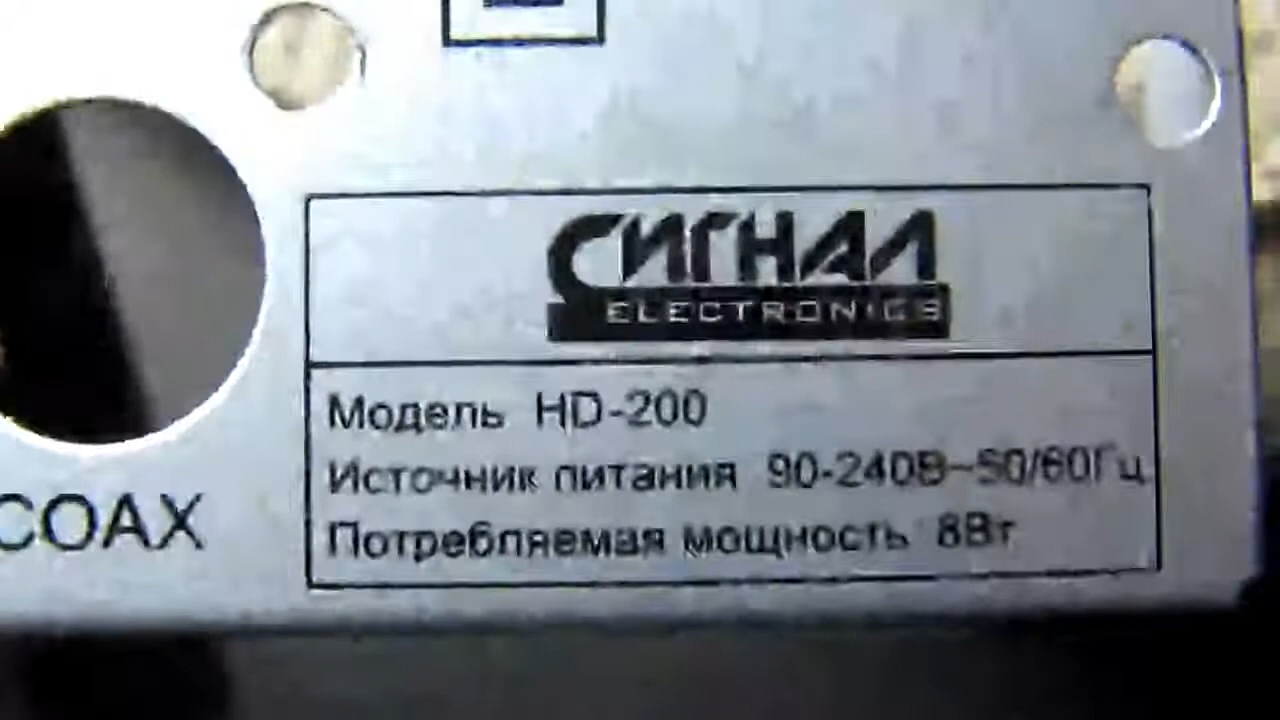 СИГНАЛ
ELECTRONICS
Модель HD-200
Источник питания 90-240В~50/60Гц
Потребляемая мощность 8Вт
COAX